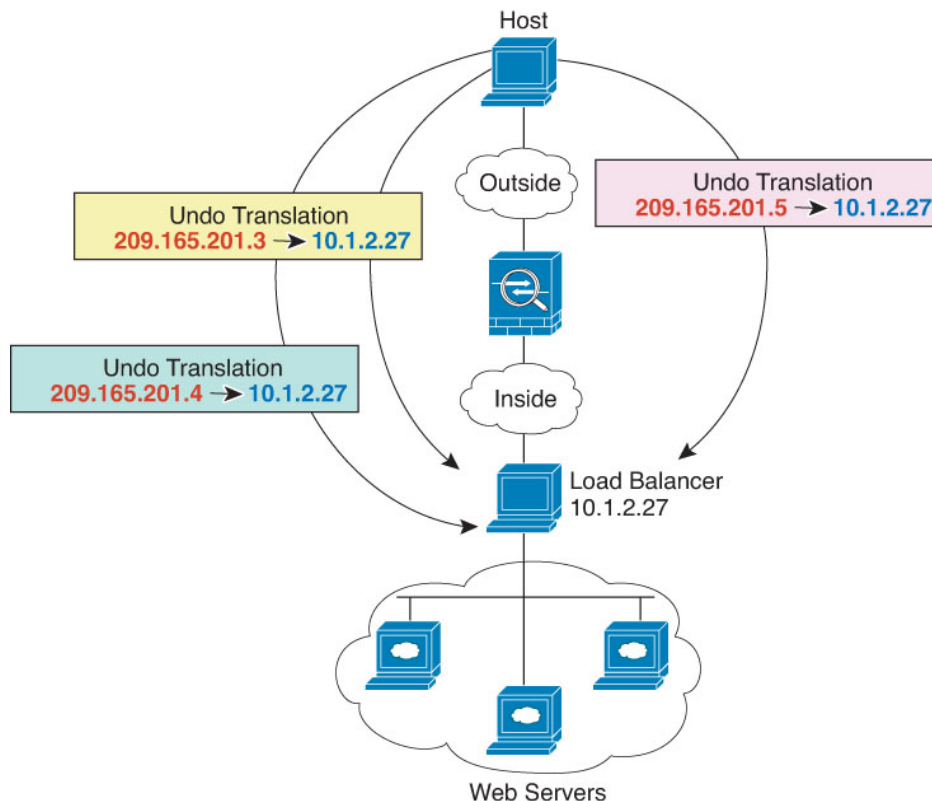 Host
Outside
Undo Translation
209.165.201.3 → 10.1.2.27
Undo Translation
209.165.201.5 → 10.1.2.27
Undo Translation
209.165.201.4 → 10.1.2.27
Inside
Load Balancer
10.1.2.27
Web Servers